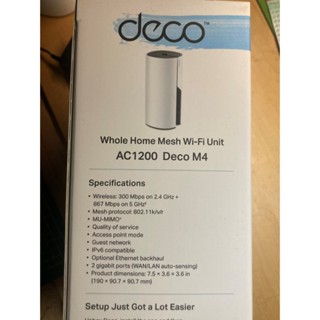 deco™
Whole Home Mesh Wi-Fi Unit
AC1200 Deco M4
Specifications
• Wireless: 300 Mbps on 2.4 GHz +
867 Mbps on 5 GHz*
• Mesh protocol: 802.11k/v/r
• MU-MIMO*
• Quality of service
• Access point mode
• Guest network
• IPv6 compatible
• Optional Ethernet backhaul
• 2 gigabit ports (WAN/LAN auto-sensing)
• Product dimensions: 7.5 × 3.6 × 3.6 in
(190 × 90.7 × 90.7 mm)
Setup Just Got a Lot Easier